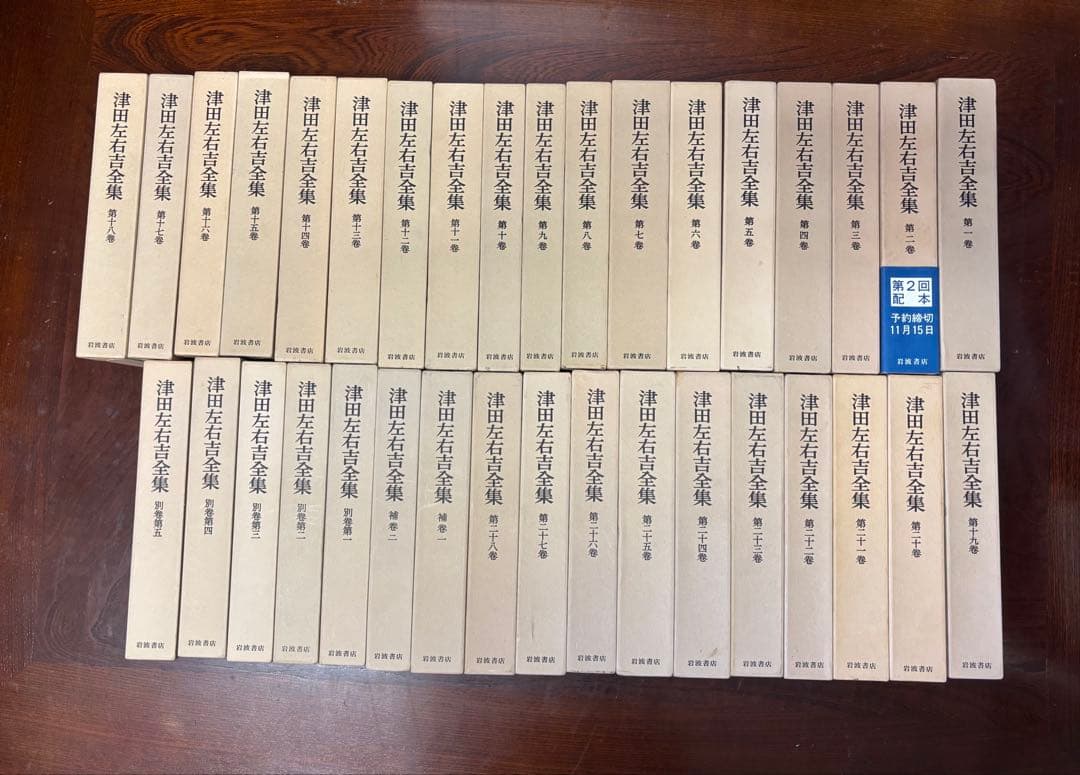 津田左右吉全集 第一巻 岩波書店
津田左右吉全集 第二巻
第2回
配本
予約締切
11月15日
岩波書店
津田左右吉全集 第三巻 岩波書店
津田左右吉全集 第四巻 岩波書店
津田左右吉全集 第五巻 岩波書店
津田左右吉全集 第六巻 岩波書店
津田左右吉全集 第七巻 岩波書店
津田左右吉全集 第八巻 岩波書店
津田左右吉全集 第九巻 岩波書店
津田左右吉全集 第十巻 岩波書店
津田左右吉全集 第十一巻 岩波書店
津田左右吉全集 第十二巻 岩波書店
津田左右吉全集 第十三巻 岩波書店
津田左右吉全集 第十四巻 岩波書店
津田左右吉全集 第十五巻 岩波書店
津田左右吉全集 第十六巻 岩波書店
津田左右吉全集 第十七巻 岩波書店
津田左右吉全集 第十八巻 岩波書店
津田左右吉全集 第十九巻 岩波書店
津田左右吉全集 第二十巻 岩波書店
津田左右吉全集 第二十一巻 岩波書店
津田左右吉全集 第二十二巻 岩波書店
津田左右吉全集 第二十三巻 岩波書店
津田左右吉全集 第二十四巻 岩波書店
津田左右吉全集 第二十五巻 岩波書店
津田左右吉全集 第二十六巻 岩波書店
津田左右吉全集 第二十七巻 岩波書店
津田左右吉全集 第二十八巻 岩波書店
津田左右吉全集 補巻一 岩波書店
津田左右吉全集 補巻二 岩波書店
津田左右吉全集 別巻第一 岩波書店
津田左右吉全集 別巻第二 岩波書店
津田左右吉全集 別巻第三 岩波書店
津田左右吉全集 別巻第四 岩波書店
津田左右吉全集 別巻第五 岩波書店